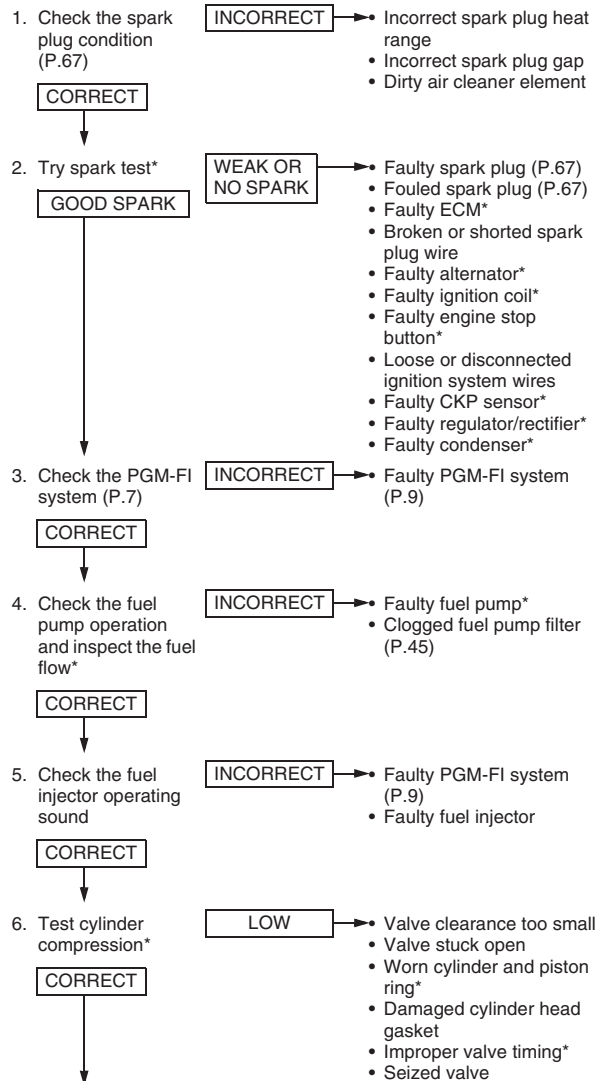 1. Check the spark
plug condition
(P.67)
INCORRECT
• Incorrect spark plug heat
range
• Incorrect spark plug gap
• Dirty air cleaner element
CORRECT
2. Try spark test*
WEAK OR
NO SPARK
• Faulty spark plug (P.67)
• Fouled spark plug (P.67)
• Faulty ECM*
• Broken or shorted spark
plug wire
• Faulty alternator*
• Faulty ignition coil*
• Faulty engine stop
button*
• Loose or disconnected
ignition system wires
• Faulty CKP sensor*
• Faulty regulator/rectifier*
• Faulty condenser*
GOOD SPARK
3. Check the PGM-FI
system (P.7)
INCORRECT
• Faulty PGM-FI system
(P.9)
CORRECT
4. Check the fuel
pump operation
and inspect the fuel
flow*
INCORRECT
• Faulty fuel pump*
• Clogged fuel pump filter
(P.45)
CORRECT
5. Check the fuel
injector operating
sound
INCORRECT
• Faulty PGM-FI system
(P.9)
• Faulty fuel injector
CORRECT
6. Test cylinder
compression*
LOW
• Valve clearance too small
• Valve stuck open
• Worn cylinder and piston
ring*
• Damaged cylinder head
gasket
• Improper valve timing*
• Seized valve
CORRECT